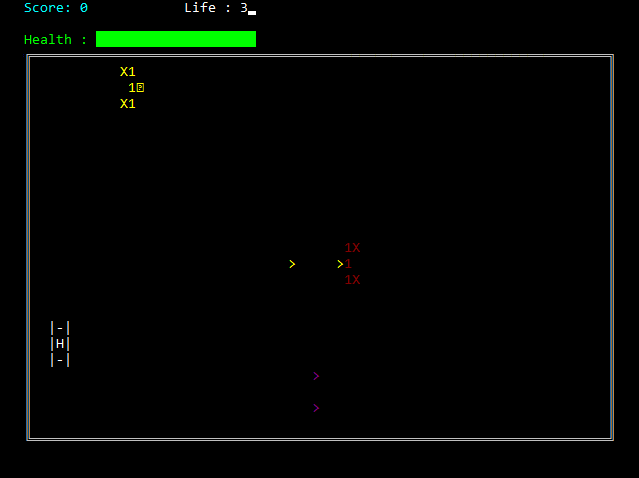 Score: 0 Life : 3
Health :
X1
1
X1
1X
> >1
1X
|-|
|H|
|-|
>
>